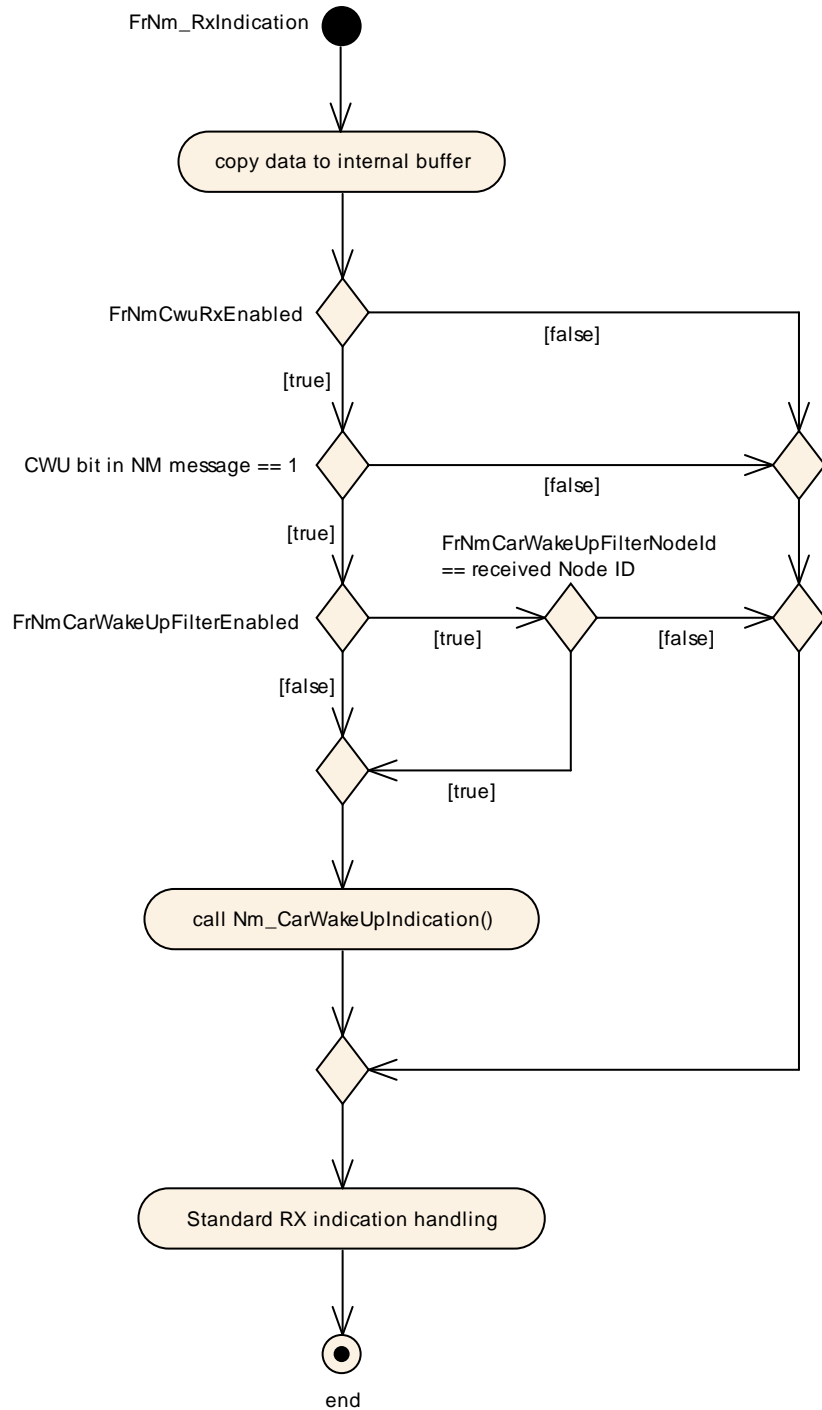 FrNm_RxIndication
copy data to internal buffer
FrNmCwuRxEnabled
[false]
[true]
CWU bit in NM message == 1
[false]
[true]
FrNmCarWakeUpFilterNodeId
== received Node ID
FrNmCarWakeUpFilterEnabled
[true]
[false]
[false]
[true]
call Nm_CarWakeUpIndication()
Standard RX indication handling
end